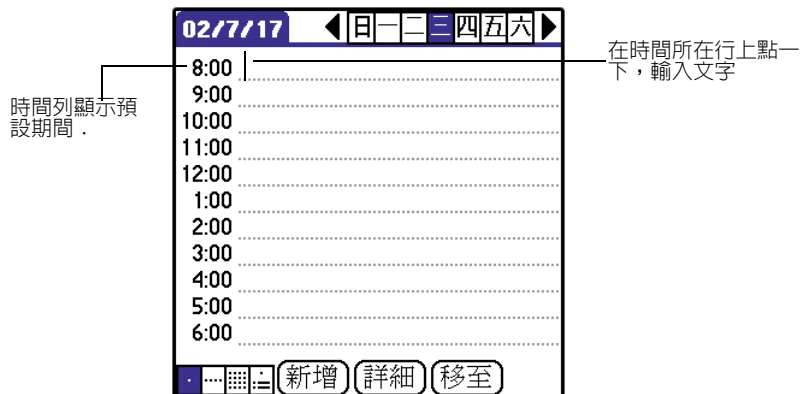 02/7/17 日 一 二 三 四 五 六
8:00
9:00
10:00
11:00
12:00
1:00
2:00
3:00
4:00
5:00
6:00
新增 詳細 移至
時間列顯示預
設期間．
在時間所在行上點一
下，輸入文字